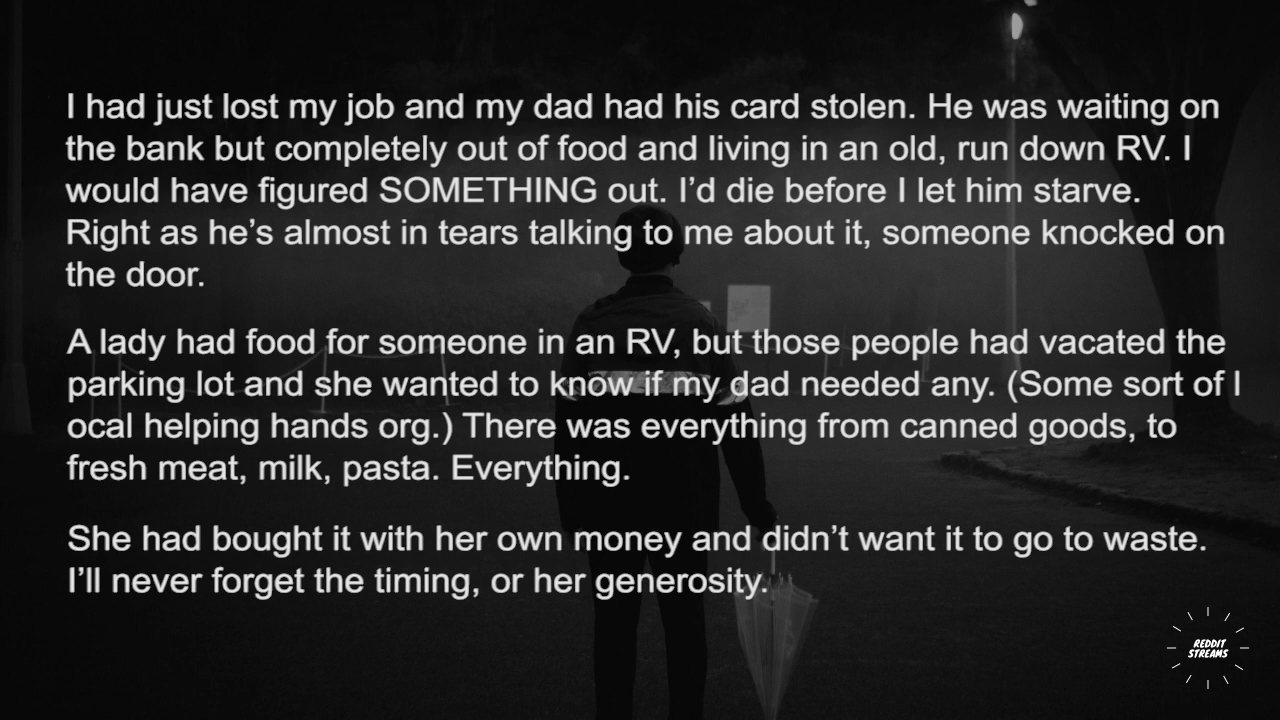 I had just lost my job and my dad had his card stolen. He was waiting on
the bank but completely out of food and living in an old, run down RV. I
would have figured SOMETHING out. I’d die before I let him starve.
Right as he’s almost in tears talking to me about it, someone knocked on
the door.
A lady had food for someone in an RV, but those people had vacated the
parking lot and she wanted to know if my dad needed any. (Some sort of l
ocal helping hands org.) There was everything from canned goods, to
fresh meat, milk, pasta. Everything.
She had bought it with her own money and didn’t want it to go to waste.
I’ll never forget the timing, or her generosity.
REDDIT
STREAMS